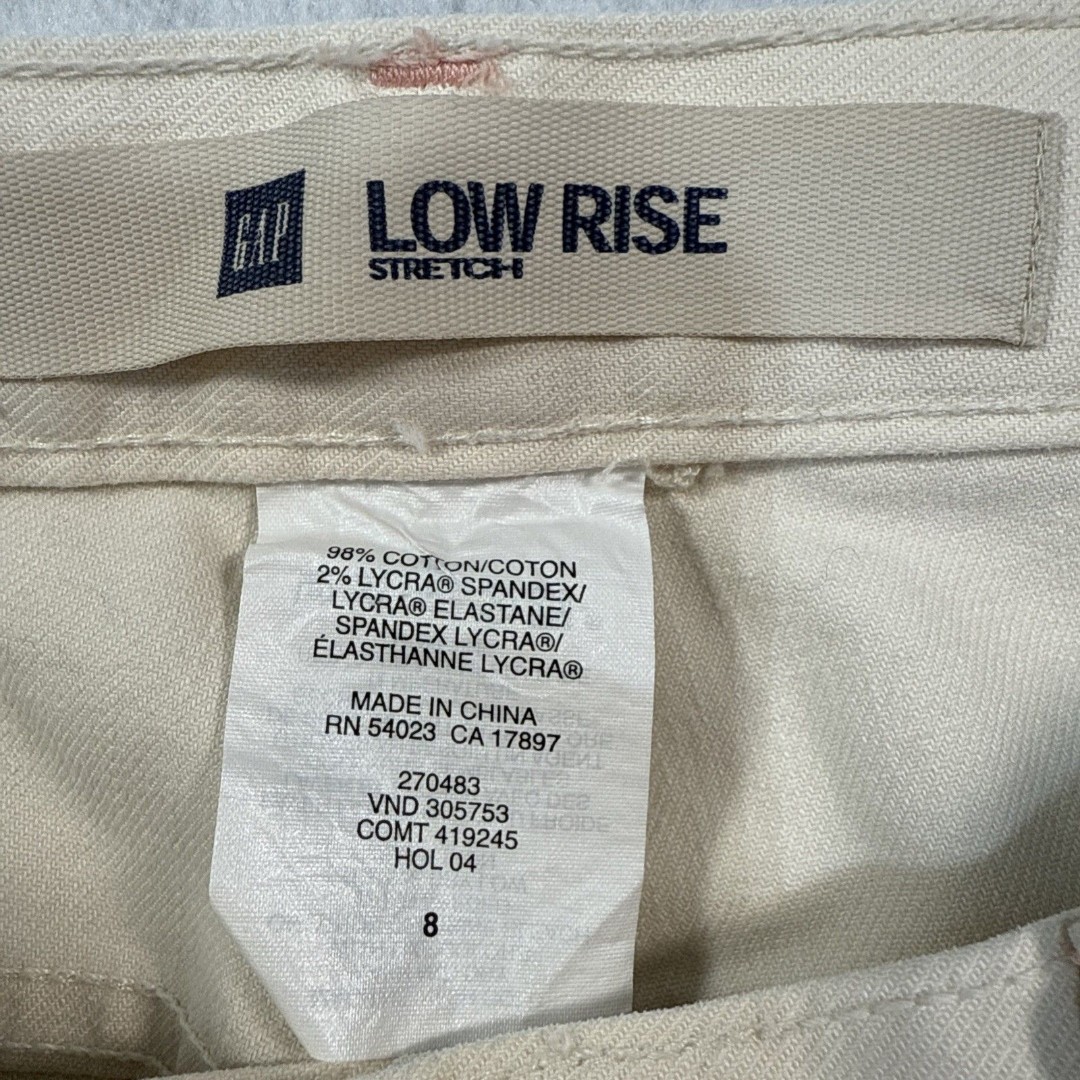 GAP
LOW RISE
STRETCH
98% COTTON/COTON
2% LYCRA® SPANDEX/
LYCRA® ELASTANE/
SPANDEX LYCRA®/
ÉLASTHANNE LYCRA®
MADE IN CHINA
RN 54023 CA 17897
270483
VND 305753
COMT 419245
HOL 04
8